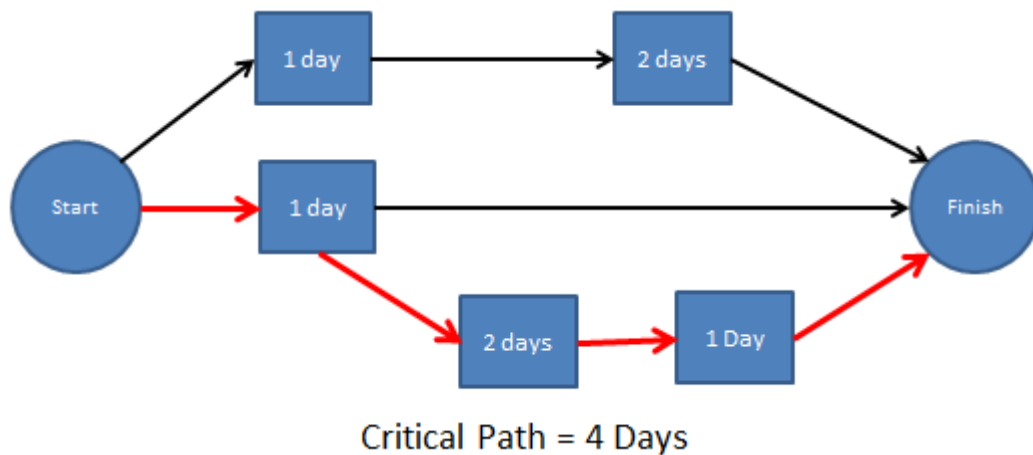 1 day
2 days
Start
1 day
Finish
2 days
1 Day
Critical Path = 4 Days